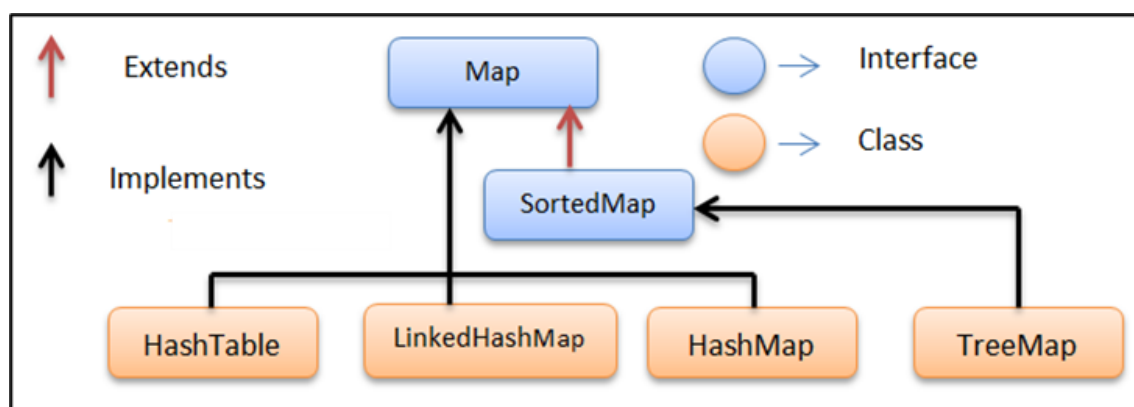 Extends
Map
Interface
Class
Implements
SortedMap
HashTable
LinkedHashMap
HashMap
TreeMap